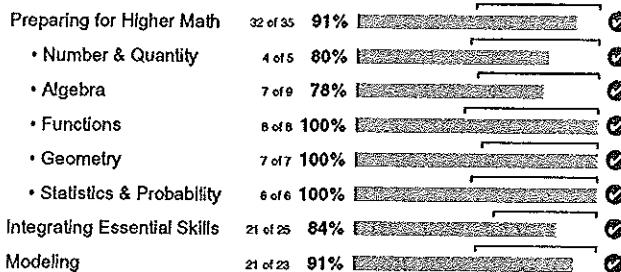 Preparing for Higher Math 32 of 35 91%
• Number & Quantity 4 of 5 80%
• Algebra 7 of 9 78%
• Functions 8 of 8 100%
• Geometry 7 of 7 100%
• Statistics & Probability 6 of 6 100%
Integrating Essential Skills 21 of 25 84%
Modeling 21 of 23 91%